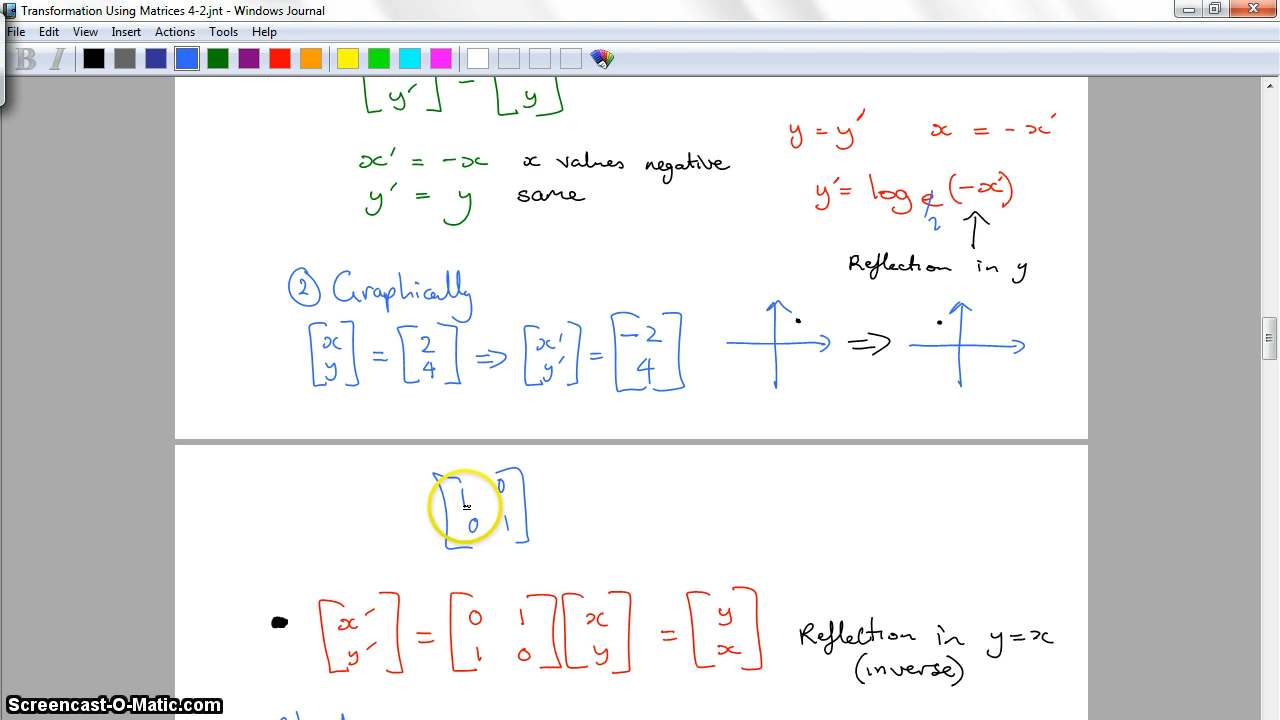 Transformation Using Matrices 4-2.jnt - Windows Journal
File Edit View Insert Actions Tools Help
B I
[y′] = [y]
x′ = -x x values negative
y′ = y same
y = y′ x = -x′
y′ = log e 2 (-x′)
Reflection in y
② Graphically
[x y] = [2 4] ⇒ [x′ y′] = [-2 4] ⇒
[1 0
0 1]
• [x′ y′] = [0 1 1 0] [x y] = [y x] Reflection in y=x
(inverse)
Screencast-O-Matic.com